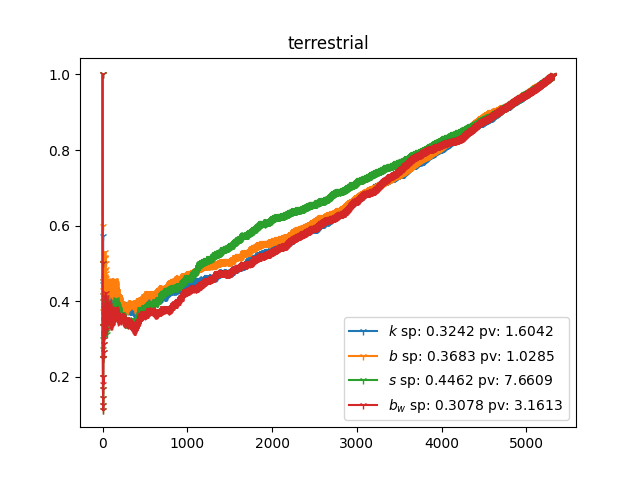 terrestrial
1.0
0.8
0.6
0.4
0.2
k sp: 0.3242 pv: 1.6042
b sp: 0.3683 pv: 1.0285
s sp: 0.4462 pv: 7.6609
b_w sp: 0.3078 pv: 3.1613
0 1000 2000 3000 4000 5000